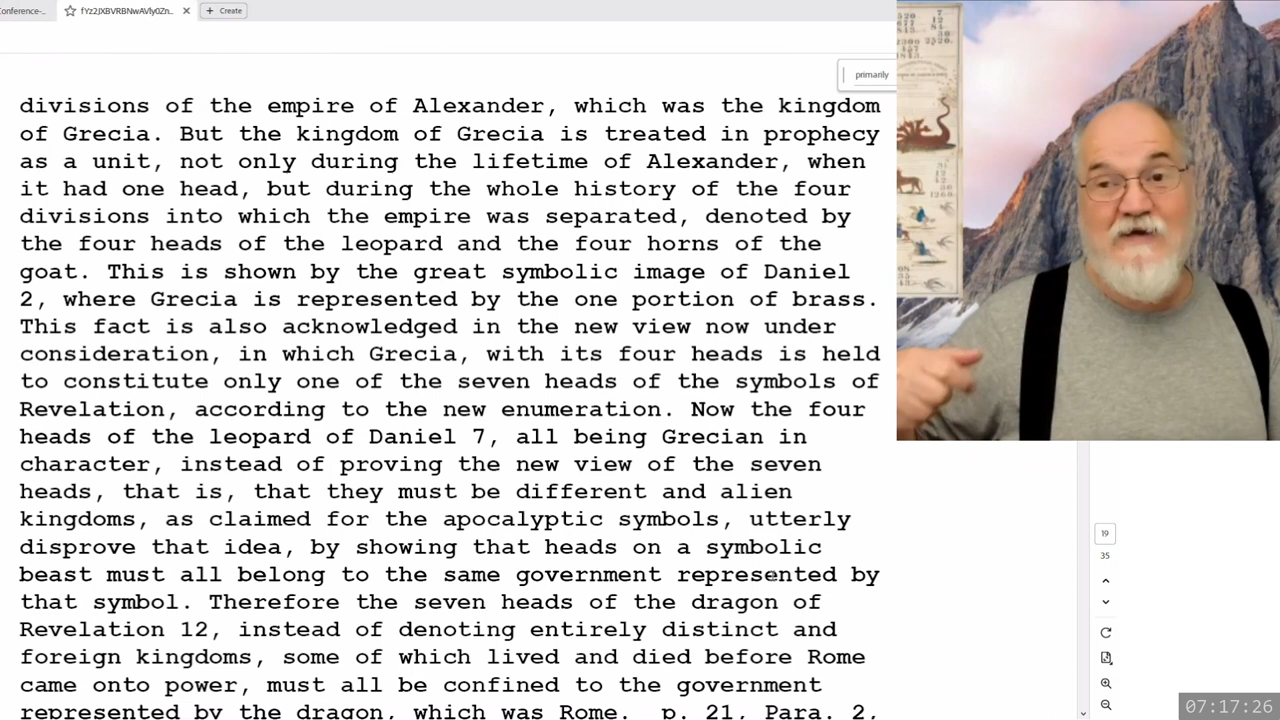 Conference-..
fYz2JXBVRBNwAVly0Zn..
Create
primarily
divisions of the empire of Alexander, which was the kingdom
of Grecia. But the kingdom of Grecia is treated in prophecy
as a unit, not only during the lifetime of Alexander, when
it had one head, but during the whole history of the four
divisions into which the empire was separated, denoted by
the four heads of the leopard and the four horns of the
goat. This is shown by the great symbolic image of Daniel
2, where Grecia is represented by the one portion of brass.
This fact is also acknowledged in the new view now under
consideration, in which Grecia, with its four heads is held
to constitute only one of the seven heads of the symbols of
Revelation, according to the new enumeration. Now the four
heads of the leopard of Daniel 7, all being Grecian in
character, instead of proving the new view of the seven
heads, that is, that they must be different and alien
kingdoms, as claimed for the apocalyptic symbols, utterly
disprove that idea, by showing that heads on a symbolic
beast must all belong to the same government represented by
that symbol. Therefore the seven heads of the dragon of
Revelation 12, instead of denoting entirely distinct and
foreign kingdoms, some of which lived and died before Rome
came onto power, must all be confined to the government
represented by the dragon, which was Rome. p. 21, Para. 2,
19
35
07:17:26